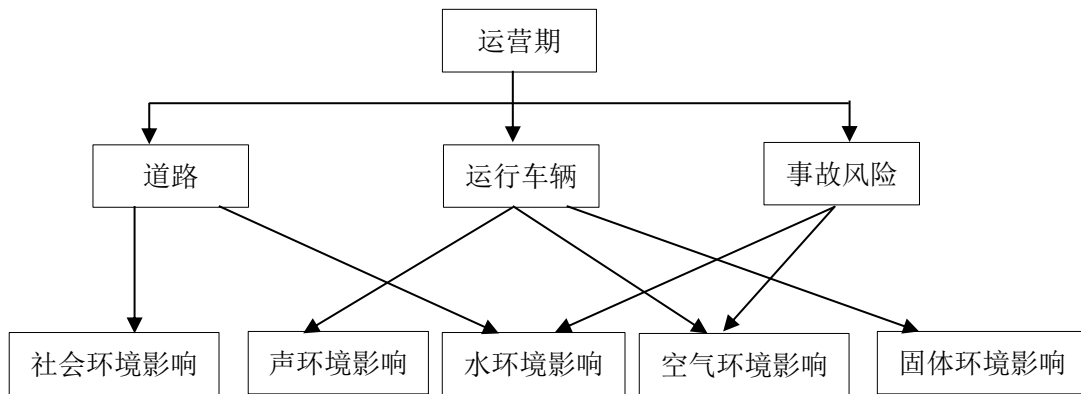 运营期
道路
运行车辆
事故风险
社会环境影响
声环境影响
水环境影响
空气环境影响
固体环境影响